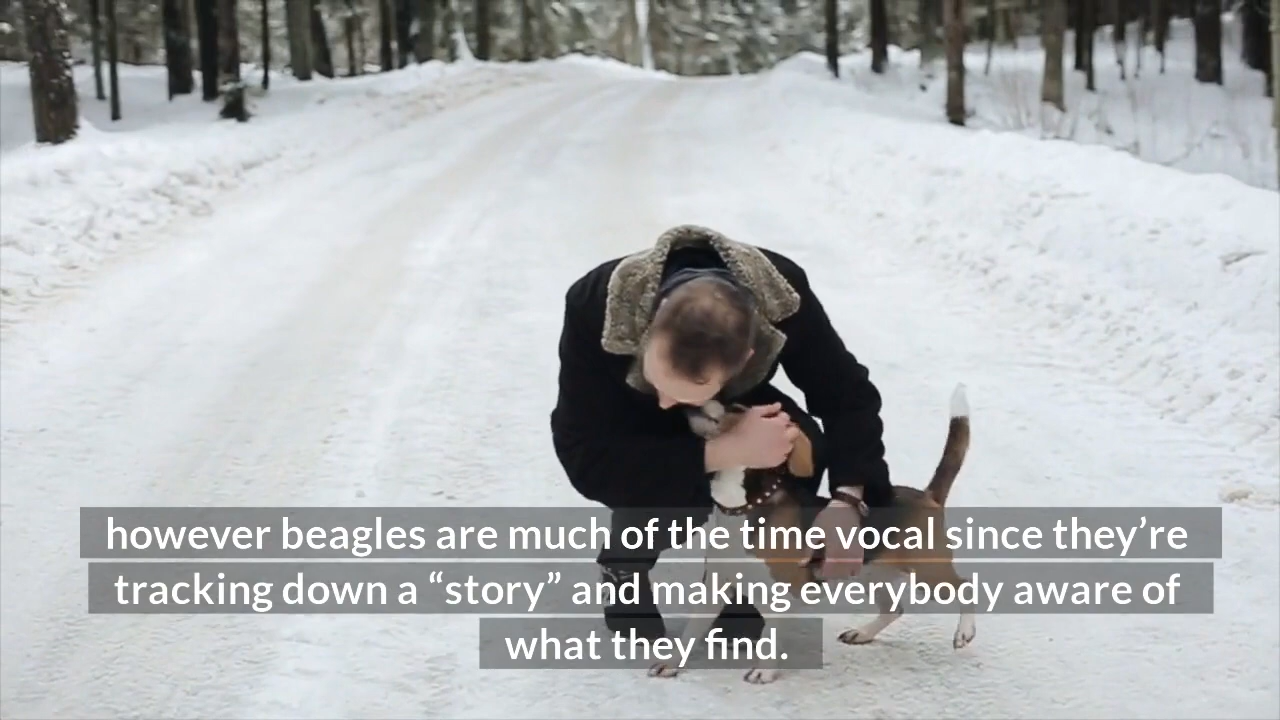 however beagles are much of the time vocal since they’re
tracking down a “story” and making everybody aware of
what they find.